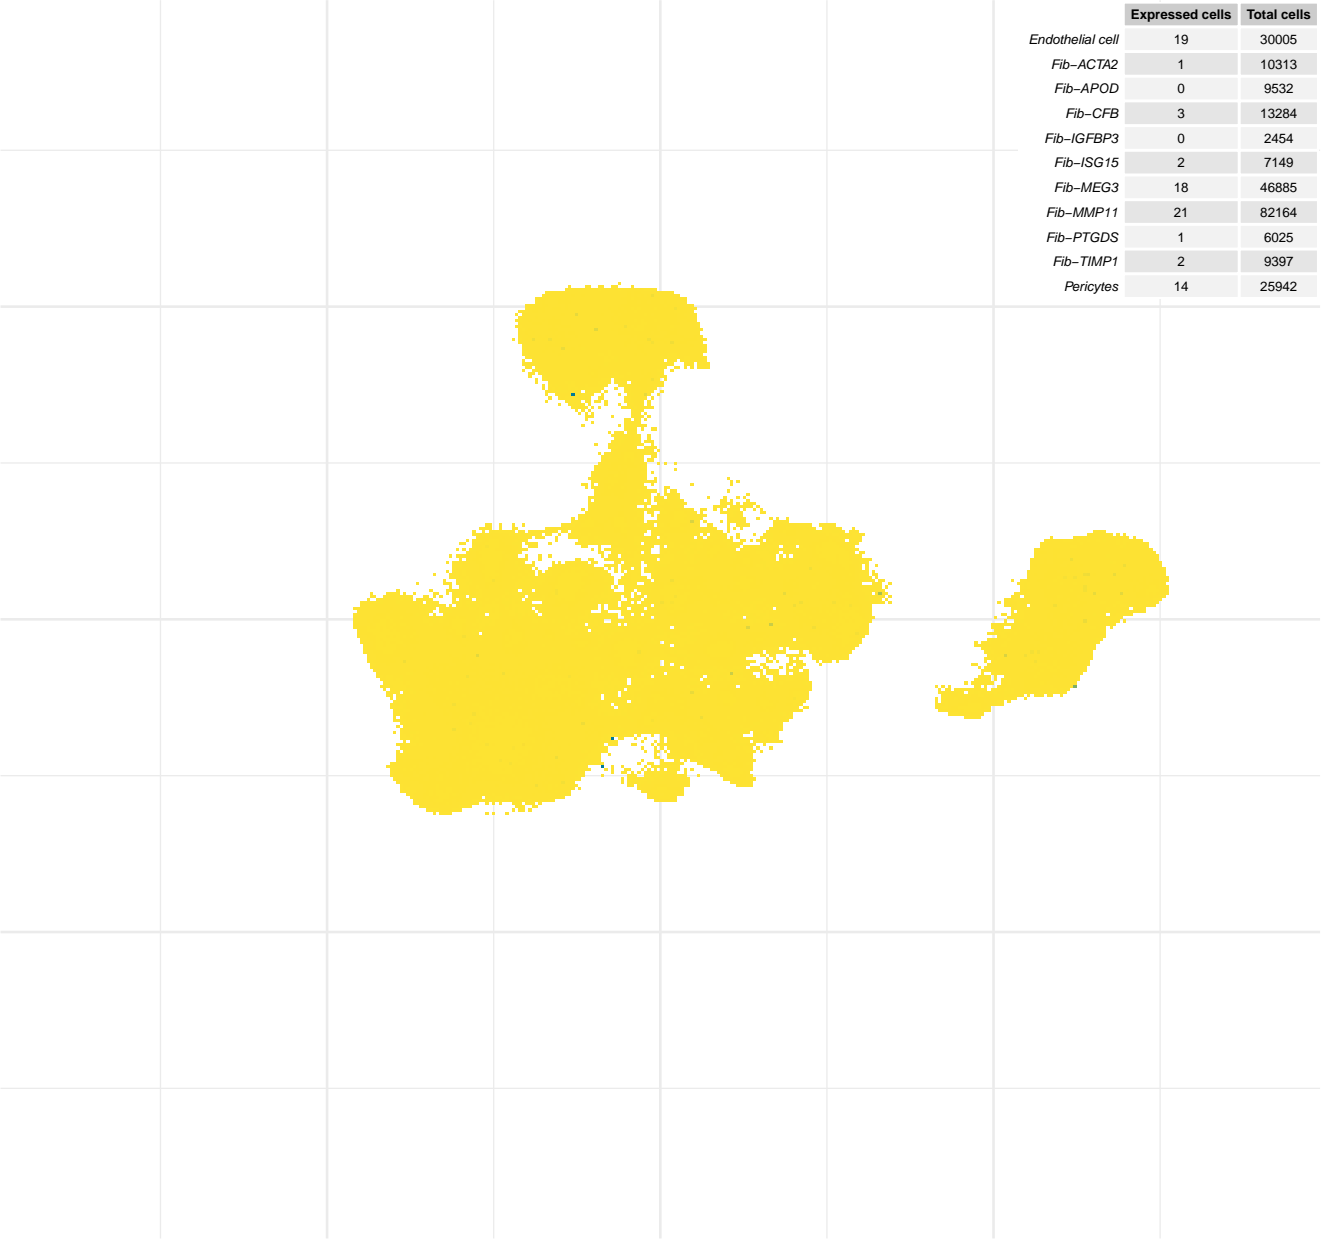 Expressed cells Total cells
Endothelial cell 19 30005
Fib−ACTA2 1 10313
Fib−APOD 0 9532
Fib−CFB 3 13284
Fib−IGFBP3 0 2454
Fib−ISG15 2 7149
Fib−MEG3 18 46885
Fib−MMP11 21 82164
Fib−PTGDS 1 6025
Fib−TIMP1 2 9397
Pericytes 14 25942